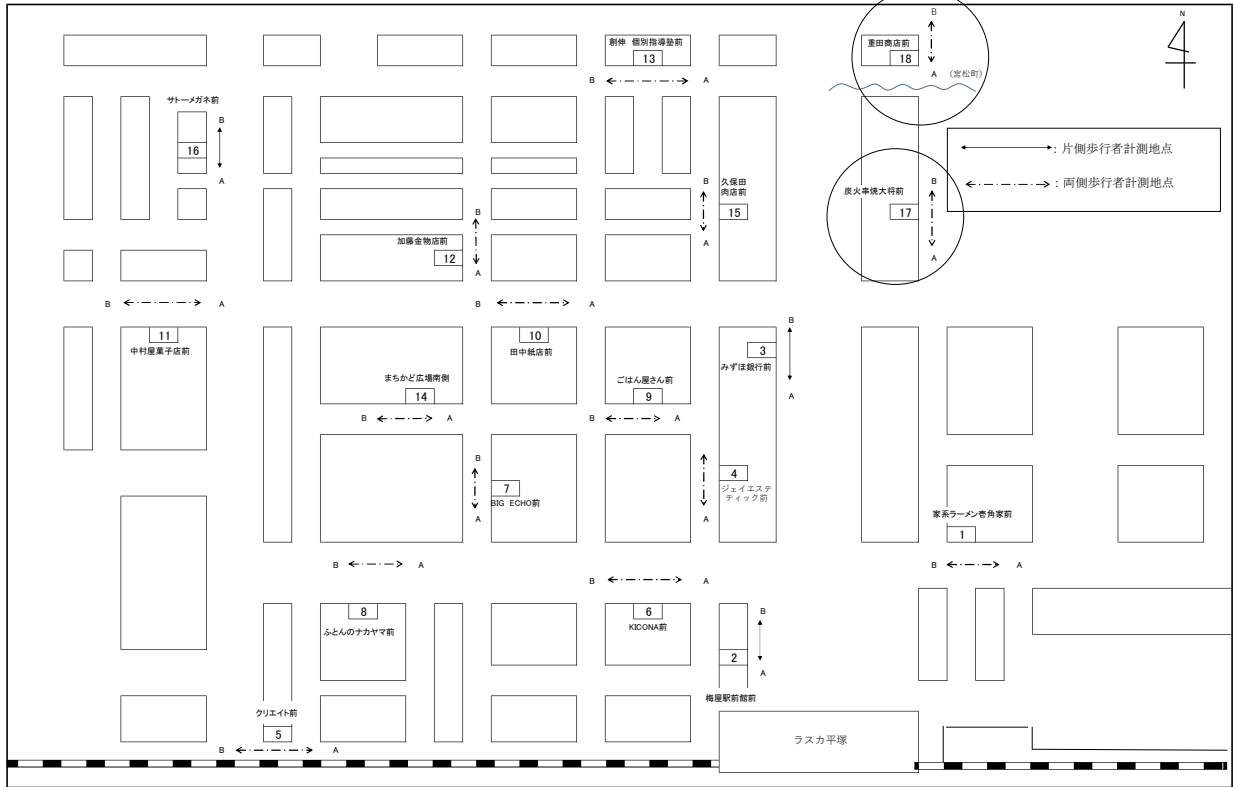 B
N
創伸 個別指導塾前
13
重田商店前
18
B
A
A
(宮松町)
サトーメガネ前
B
16
A
: 片側歩行者計測地点
: 両側歩行者計測地点
久保田
肉店前
B
15
A
炭火串焼大将前
B
17
A
加藤金物店前
B
12
A
B
A
B
A
11
中村屋菓子店前
10
田中紙店前
B
3
みずほ銀行前
A
まちかど広場南側
14
B
A
ごはん屋さん前
9
B
A
B
7
BIG ECHO前
A
4
ジェイエステ
ティック前
家系ラーメン壱角家前
1
B
A
B
A
8
ふとんのナカヤマ前
B
A
6
KICONA前
B
2
A
梅屋駅前館前
クリエイト前
5
B
A
ラスカ平塚